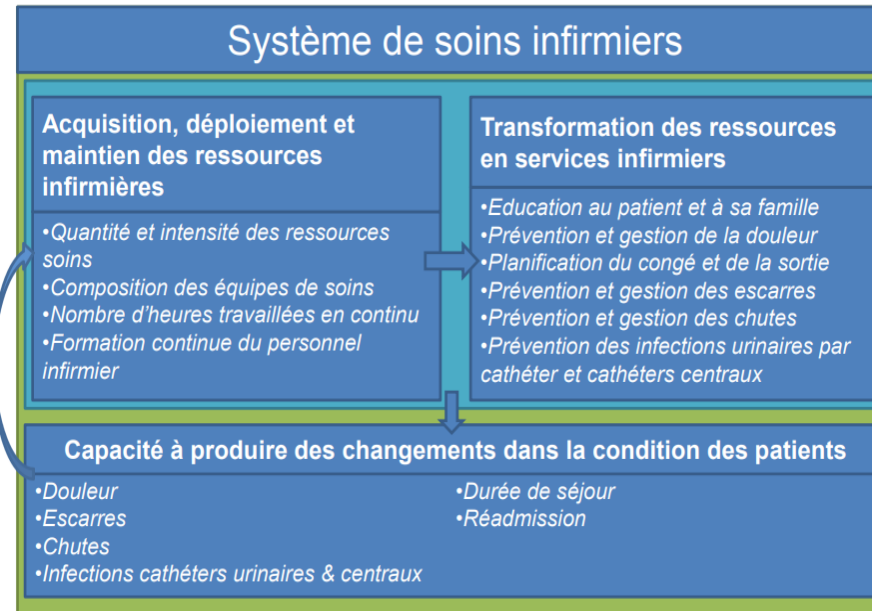 Système de soins infirmiers
Acquisition, déploiement et
maintien des ressources
infirmières
•Quantité et intensité des ressources
soins
•Composition des équipes de soins
•Nombre d’heures travaillées en continu
•Formation continue du personnel
infirmier
Transformation des ressources
en services infirmiers
•Education au patient et à sa famille
•Prévention et gestion de la douleur
•Planification du congé et de la sortie
•Prévention et gestion des escarres
•Prévention et gestion des chutes
•Prévention des infections urinaires par
cathéter et cathéters centraux
Capacité à produire des changements dans la condition des patients
•Douleur
•Escarres
•Chutes
•Infections cathéters urinaires & centraux
•Durée de séjour
•Réadmission